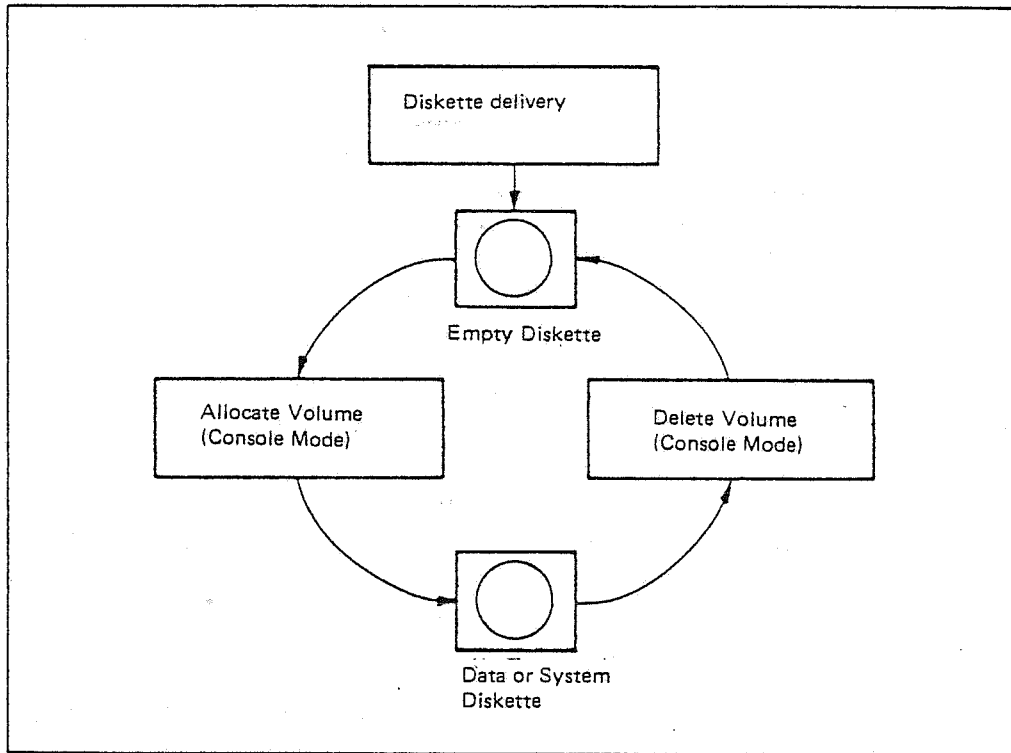 Diskette delivery
Empty Diskette
Allocate Volume
(Console Mode)
Delete Volume
(Console Mode)
Data or System
Diskette